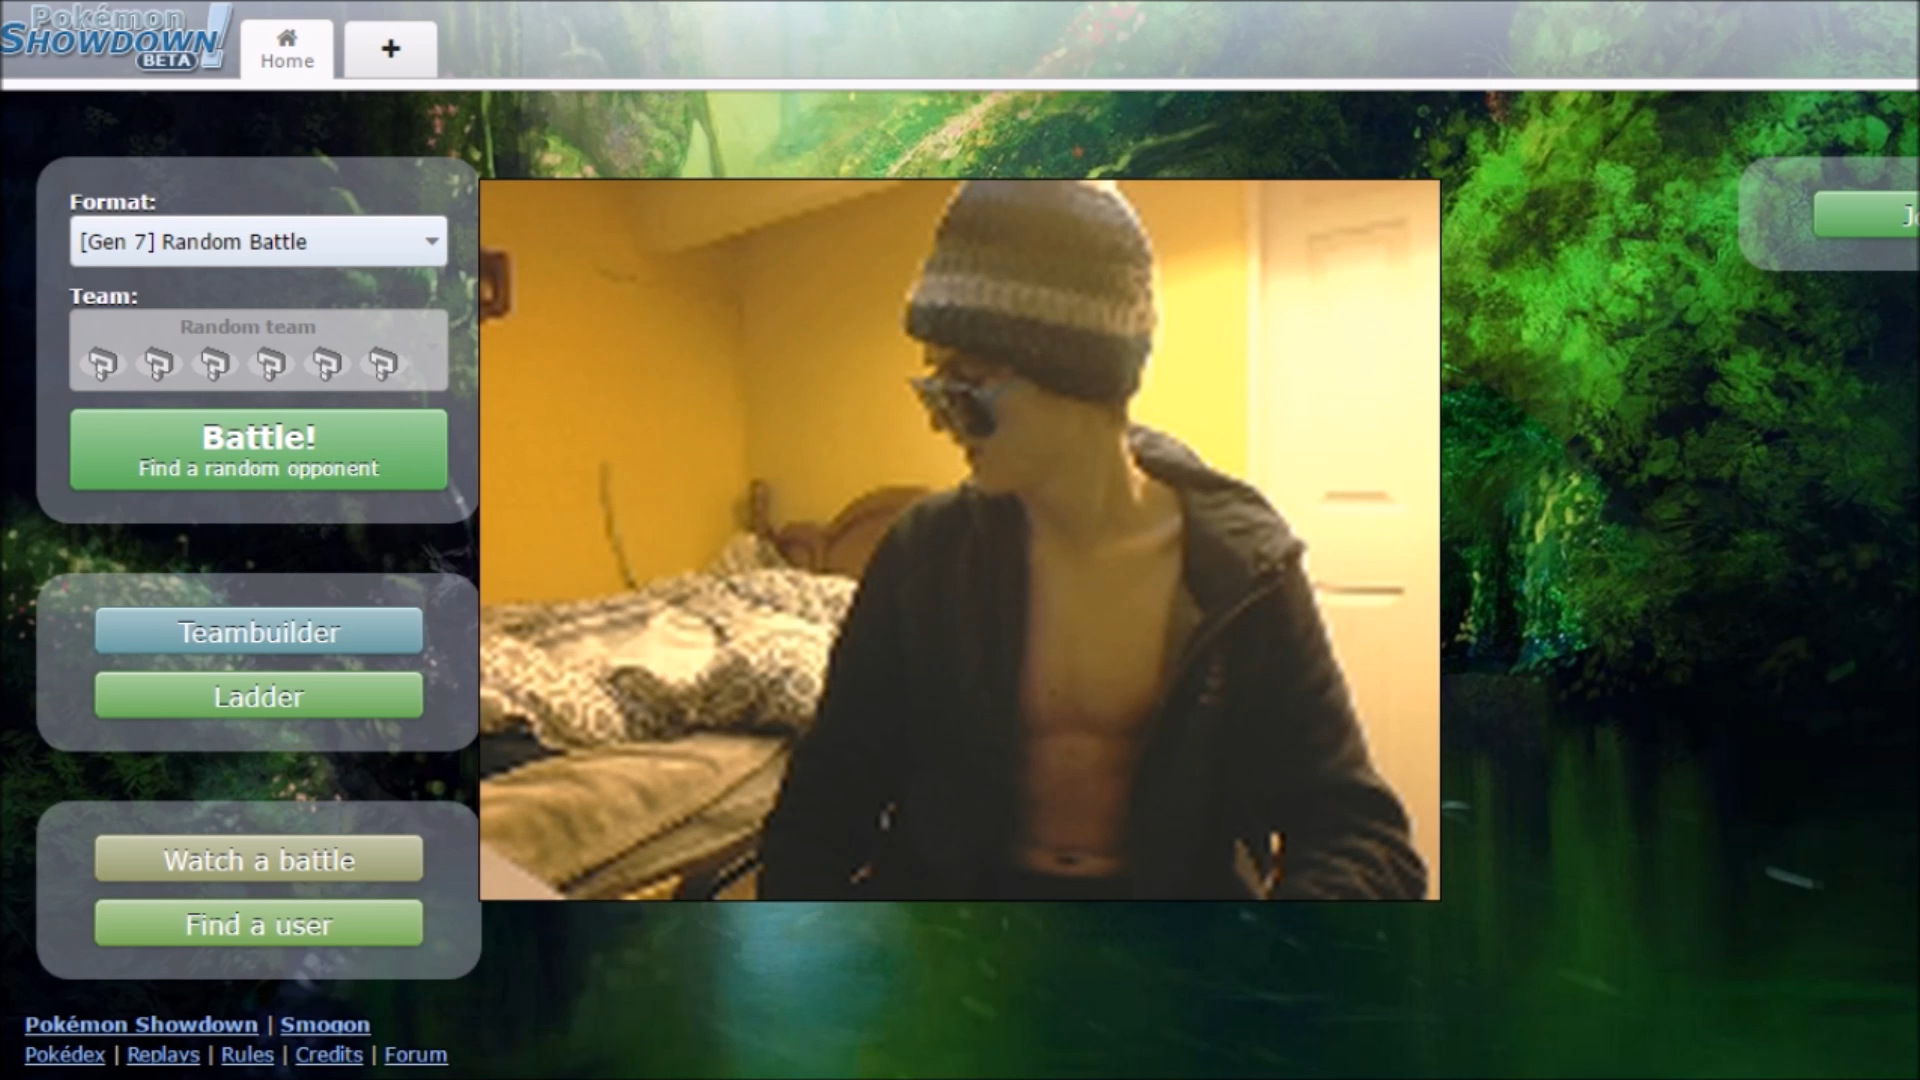 Pokémon
SHOWDOWN!
BETA
Home
+
Format:
[Gen 7] Random Battle
Team:
Random team
? ? ? ? ? ?
Battle!
Find a random opponent
Teambuilder
Ladder
Watch a battle
Find a user
Pokémon Showdown | Smogon
Pokédex | Replays | Rules | Credits | Forum